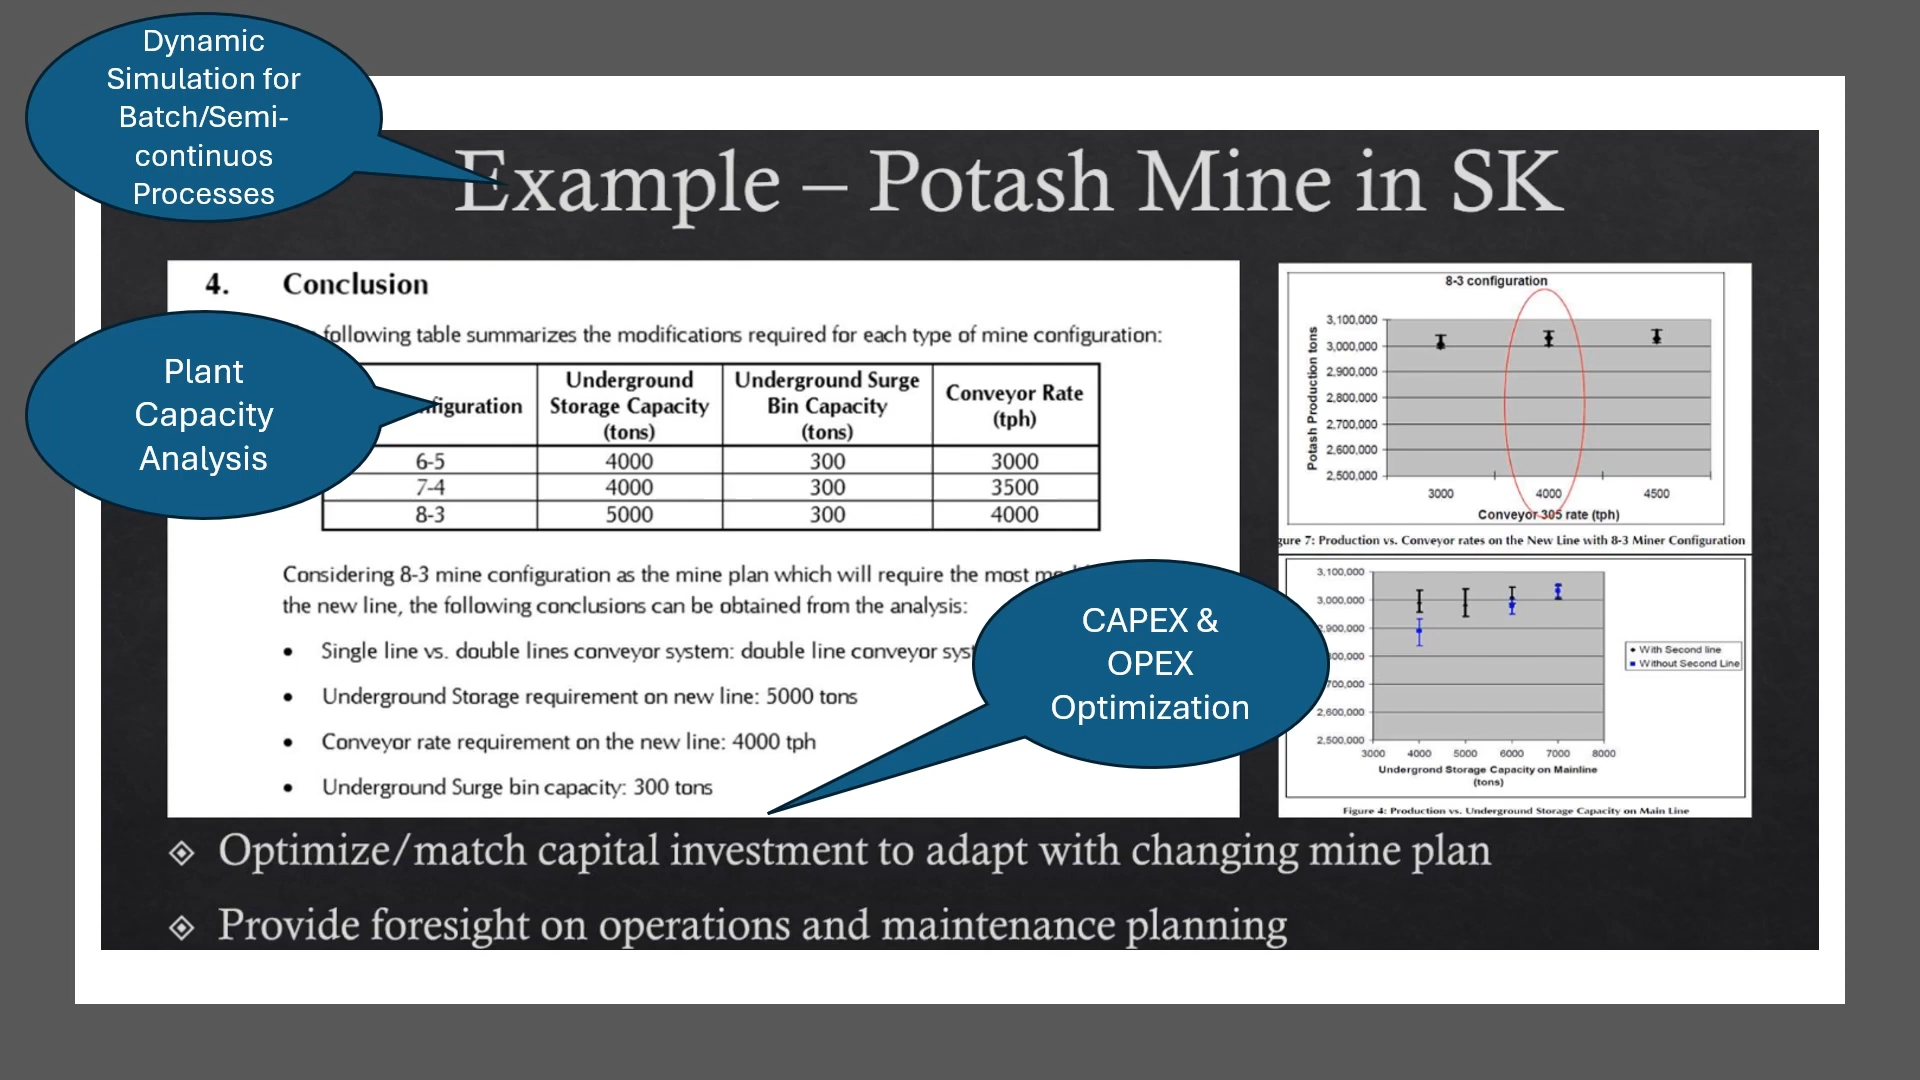 Dynamic
Simulation for
Batch/Semi-
continuos
Processes
Example – Potash Mine in SK
4. Conclusion
following table summarizes the modifications required for each type of mine configuration:
Plant
Capacity
Analysis
Underground Storage Capacity (tons)
Underground Surge Bin Capacity (tons)
Conveyor Rate (tph)
6-5 4000 300 3000
7-4 4000 300 3500
8-3 5000 300 4000
Considering 8-3 mine configuration as the mine plan which will require the most
the new line, the following conclusions can be obtained from the analysis:
• Single line vs. double lines conveyor system: double line conveyor
• Underground Storage requirement on new line: 5000 tons
• Conveyor rate requirement on the new line: 4000 tph
• Underground Surge bin capacity: 300 tons
CAPEX &
OPEX
Optimization
8-3 configuration
Potash Production tons
3,100,000
3,000,000
2,900,000
2,800,000
2,700,000
2,600,000
2,500,000
3000 4000 4500
Conveyor 305 rate (tph)
7: Production vs. Conveyor rates on the New Line with 8-3 Miner Configuration
3,100,000
3,000,000
2,600,000
2,500,000
3000 4000 5000 6000 7000 8000
With Second line
Without Second Line
Undergrond Storage Capacity on Mainline
(tons)
Figure 4: Production vs. Underground Storage Capacity on Main Line
Optimize/match capital investment to adapt with changing mine plan
Provide foresight on operations and maintenance planning